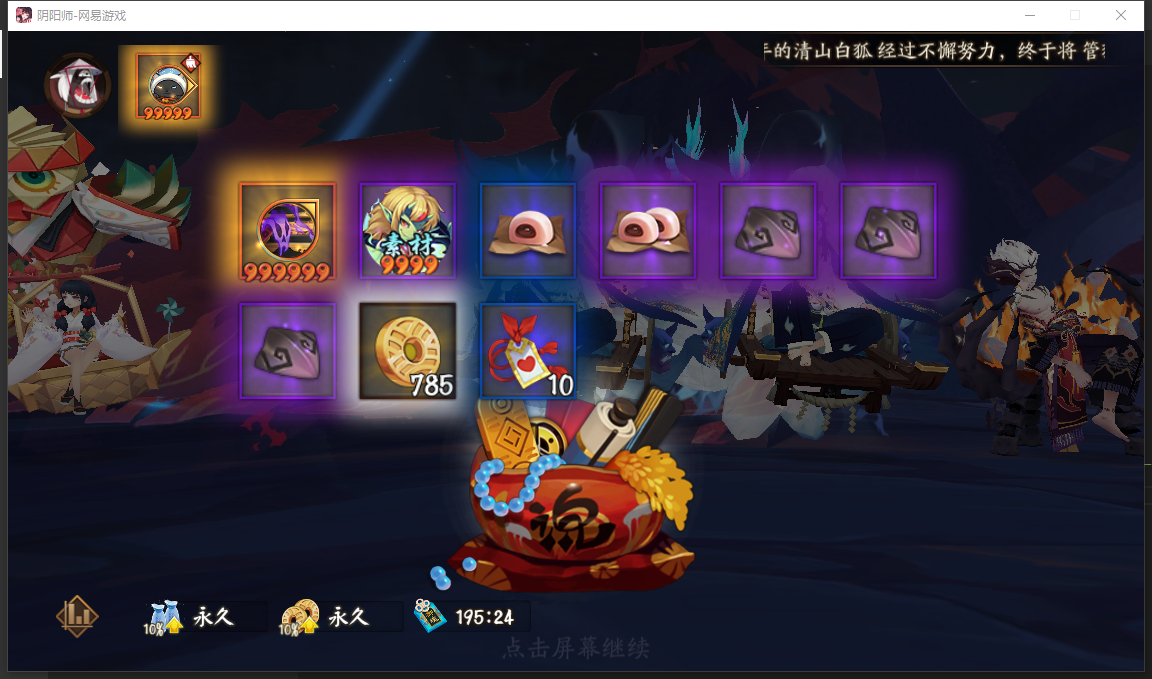 阴阳师-网易游戏
的清山白狐经过不懈努力，终于将 管
99999
999999
素材
9999
785
10
祝
10%
永久
10%
永久
195:24
点击屏幕继续